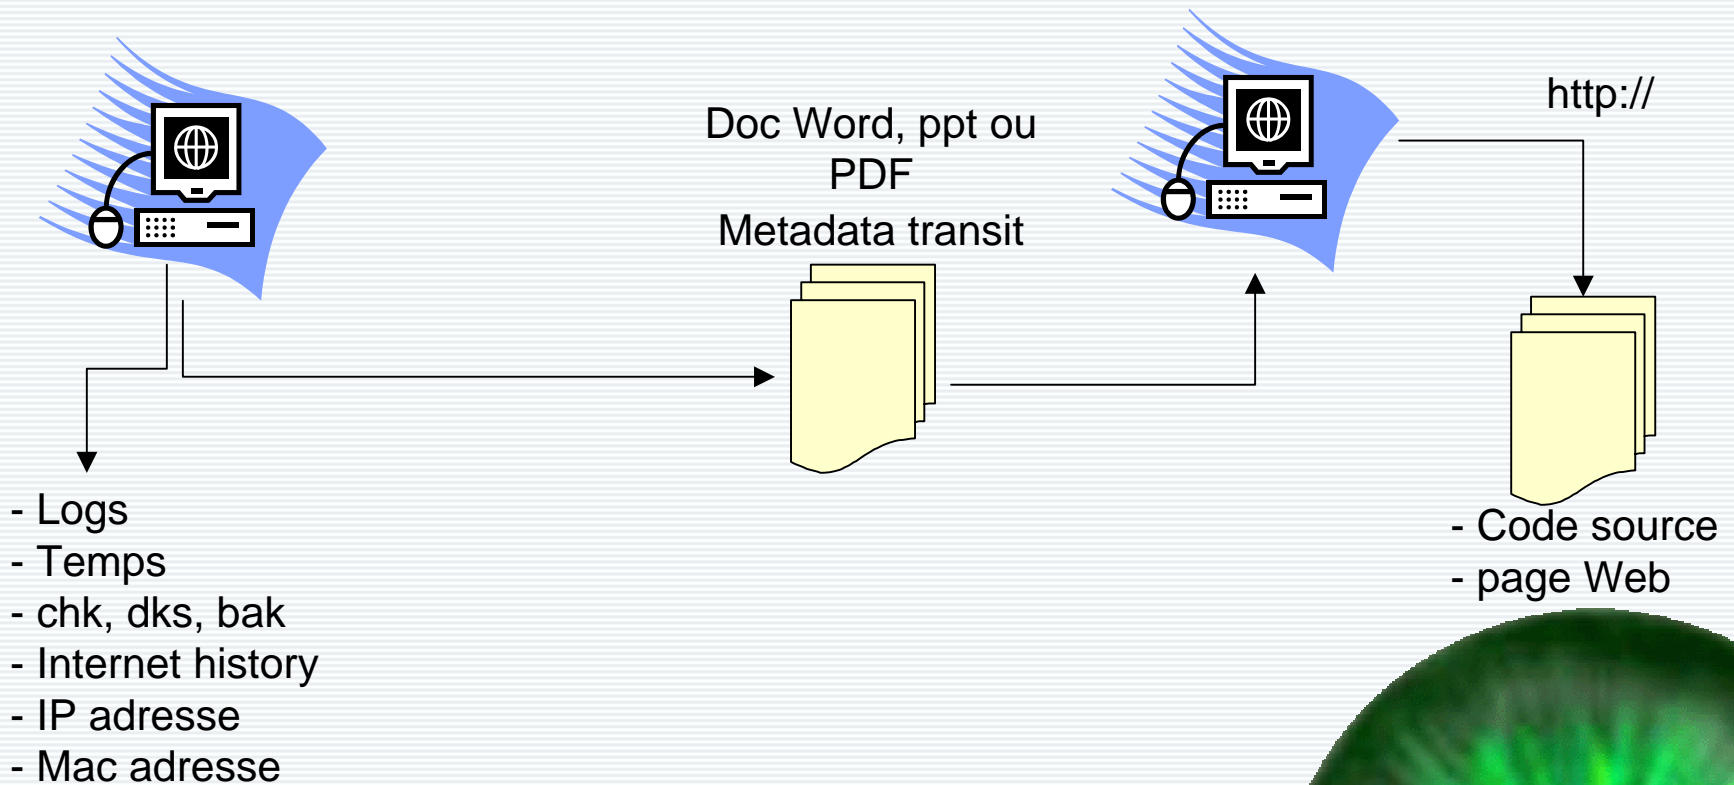 http://
Doc Word, ppt ou
PDF
Metadata transit
- Logs
- Temps
- chk, dks, bak
- Internet history
- IP adresse
- Mac adresse
- Code source
- page Web